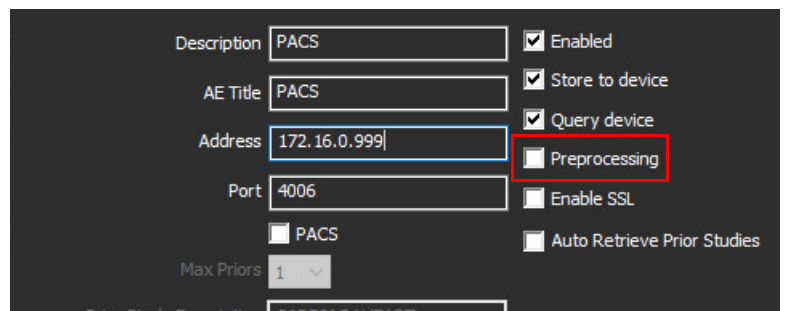 Description PACS
Enabled
AE Title PACS
Store to device
Address 172.16.0.999
Query device
Preprocessing
Port 4006
Enable SSL
PACS
Auto Retrieve Prior Studies
Max Priors 1